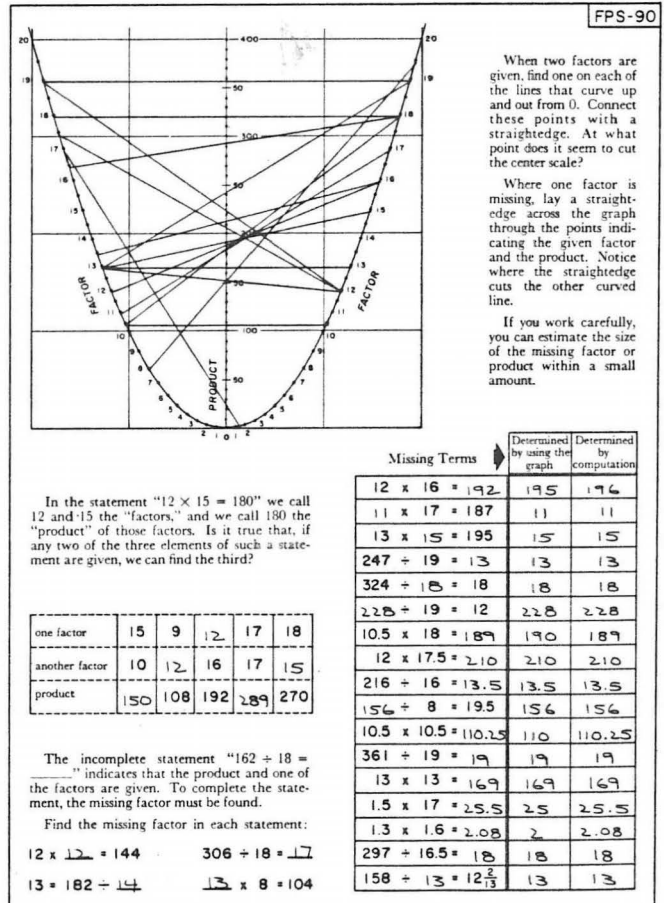 FPS-90
20
400
20
19
50
19
18
18
300
17
17
16
50
16
15
15
14
200
14
13
13
12
50
12
FACTOR
FACTOR
11
11
10
100
10
9
8
7
PRODUCT
50
6
5
4
3
2 1 0 1 2
3
4
5
6
7
8
9
When two factors are
given, find one on each of
the lines that curve up
and out from 0. Connect
these points with a
straightedge. At what
point does it seem to cut
the center scale?
Where one factor is
missing, lay a straight-
edge across the graph
through the points indi-
cating the given factor
and the product. Notice
where the straightedge
cuts the other curved
line.
If you work carefully,
you can estimate the size
of the missing factor or
product within a small
amount.
In the statement "12 × 15 = 180" we call
12 and 15 the "factors," and we call 180 the
"product" of those factors. Is it true that, if
any two of the three elements of such a state-
ment are given, we can find the third?
one factor 15 9 12 17 18
another factor 10 12 16 17 15
product 150 108 192 289 270
The incomplete statement "162 ÷ 18 =
______" indicates that the product and one of
the factors are given. To complete the state-
ment, the missing factor must be found.
Find the missing factor in each statement:
12 x 12 = 144 306 ÷ 18 = 17
13 = 182 ÷ 14 13 x 8 = 104
Missing Terms
Determined
by using the
graph
Determined
by
computation
12 x 16 = 192 195 196
11 x 17 = 187 11 11
13 x 15 = 195 15 15
247 ÷ 19 = 13 13 13
324 ÷ 18 = 18 18 18
228 ÷ 19 = 12 228 228
10.5 x 18 = 189 190 189
12 x 17.5 = 210 210 210
216 ÷ 16 = 13.5 13.5 13.5
156 ÷ 8 = 19.5 156 156
10.5 x 10.5 = 110.25 110 110.25
361 ÷ 19 = 19 19 19
13 x 13 = 169 169 169
1.5 x 17 = 25.5 25 25.5
1.3 x 1.6 = 2.08 2 2.08
297 ÷ 16.5 = 18 18 18
158 ÷ 13 = 12 2/13 13 13